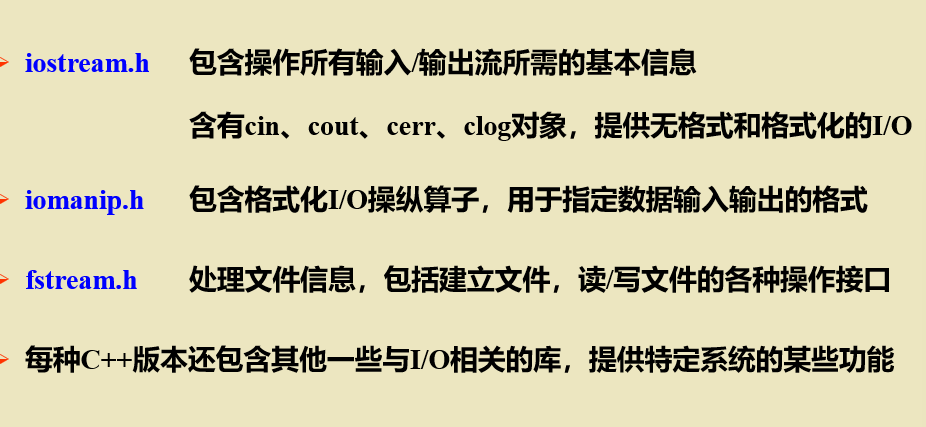 iostream.h 包含操作所有输入/输出流所需的基本信息
含有cin、cout、cerr、clog对象，提供无格式和格式化的I/O
iomanip.h 包含格式化I/O操纵算子，用于指定数据输入输出的格式
fstream.h 处理文件信息，包括建立文件，读/写文件的各种操作接口
每种C++版本还包含其他一些与I/O相关的库，提供特定系统的某些功能